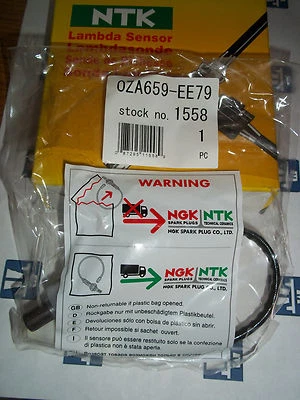 NTK
Lambda Sensor
Lambdasonde
OZA659-EE79
stock no. 1558
1
PC
WARNING
NGK NTK
SPARK PLUGS TECHNICAL CERAMICS
NGK SPARK PLUG CO., LTD.
NGK NTK
SPARK PLUGS TECHNICAL CERAMICS
NGK SPARK PLUG CO., LTD.
GB Non-returnable if plastic bag opened.
D Rückgabe nur mit unbeschädigtem Plastikbeutel.
E Devoluciones sólo con bolsa de plastico sin abrir.
F Retour impossible si sachet ouvert.
I Il sensore può essere restituito solo se la confezione
di plastica non è stata aperta.